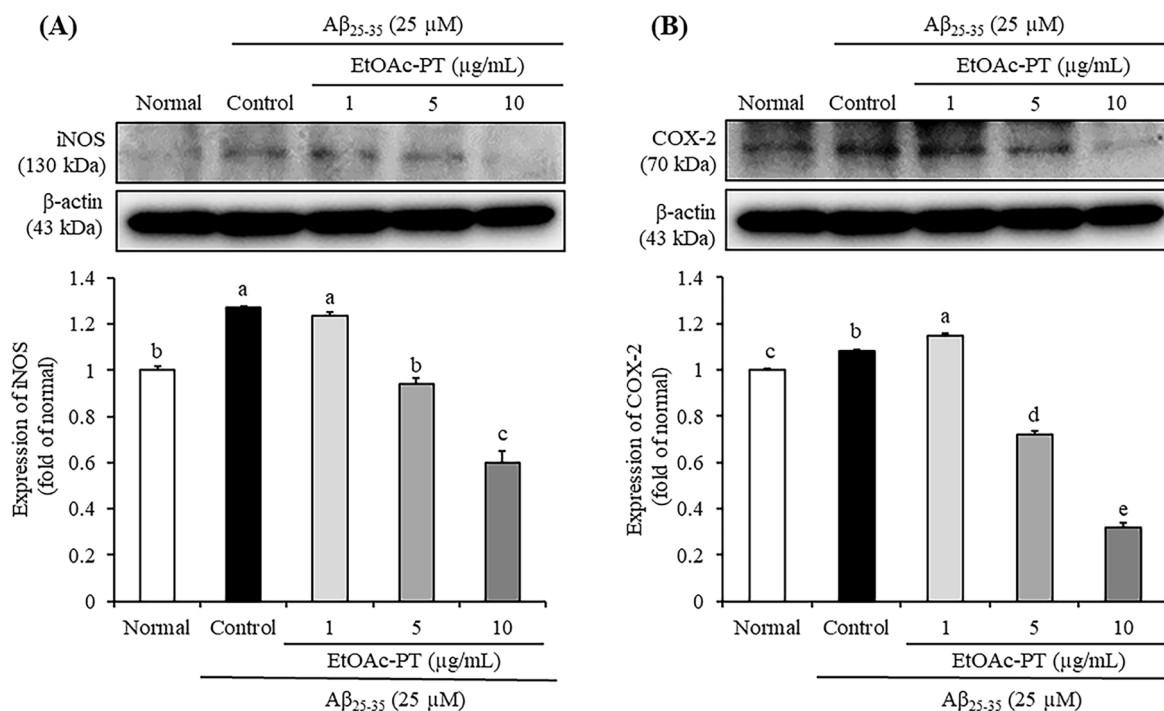 (A)
Aβ25-35 (25 µM)
EtOAc-PT (µg/mL)
Normal Control 1 5 10
iNOS
(130 kDa)
β-actin
(43 kDa)
1.4
1.2
1
0.8
0.6
0.4
0.2
0
Expression of iNOS
(fold of normal)
b a a b c
Normal Control 1 5 10
EtOAc-PT (µg/mL)
Aβ25-35 (25 µM)
(B)
Aβ25-35 (25 µM)
EtOAc-PT (µg/mL)
Normal Control 1 5 10
COX-2
(70 kDa)
β-actin
(43 kDa)
1.4
1.2
1
0.8
0.6
0.4
0.2
0
Expression of COX-2
(fold of normal)
c b a d e
Normal Control 1 5 10
EtOAc-PT (µg/mL)
Aβ25-35 (25 µM)